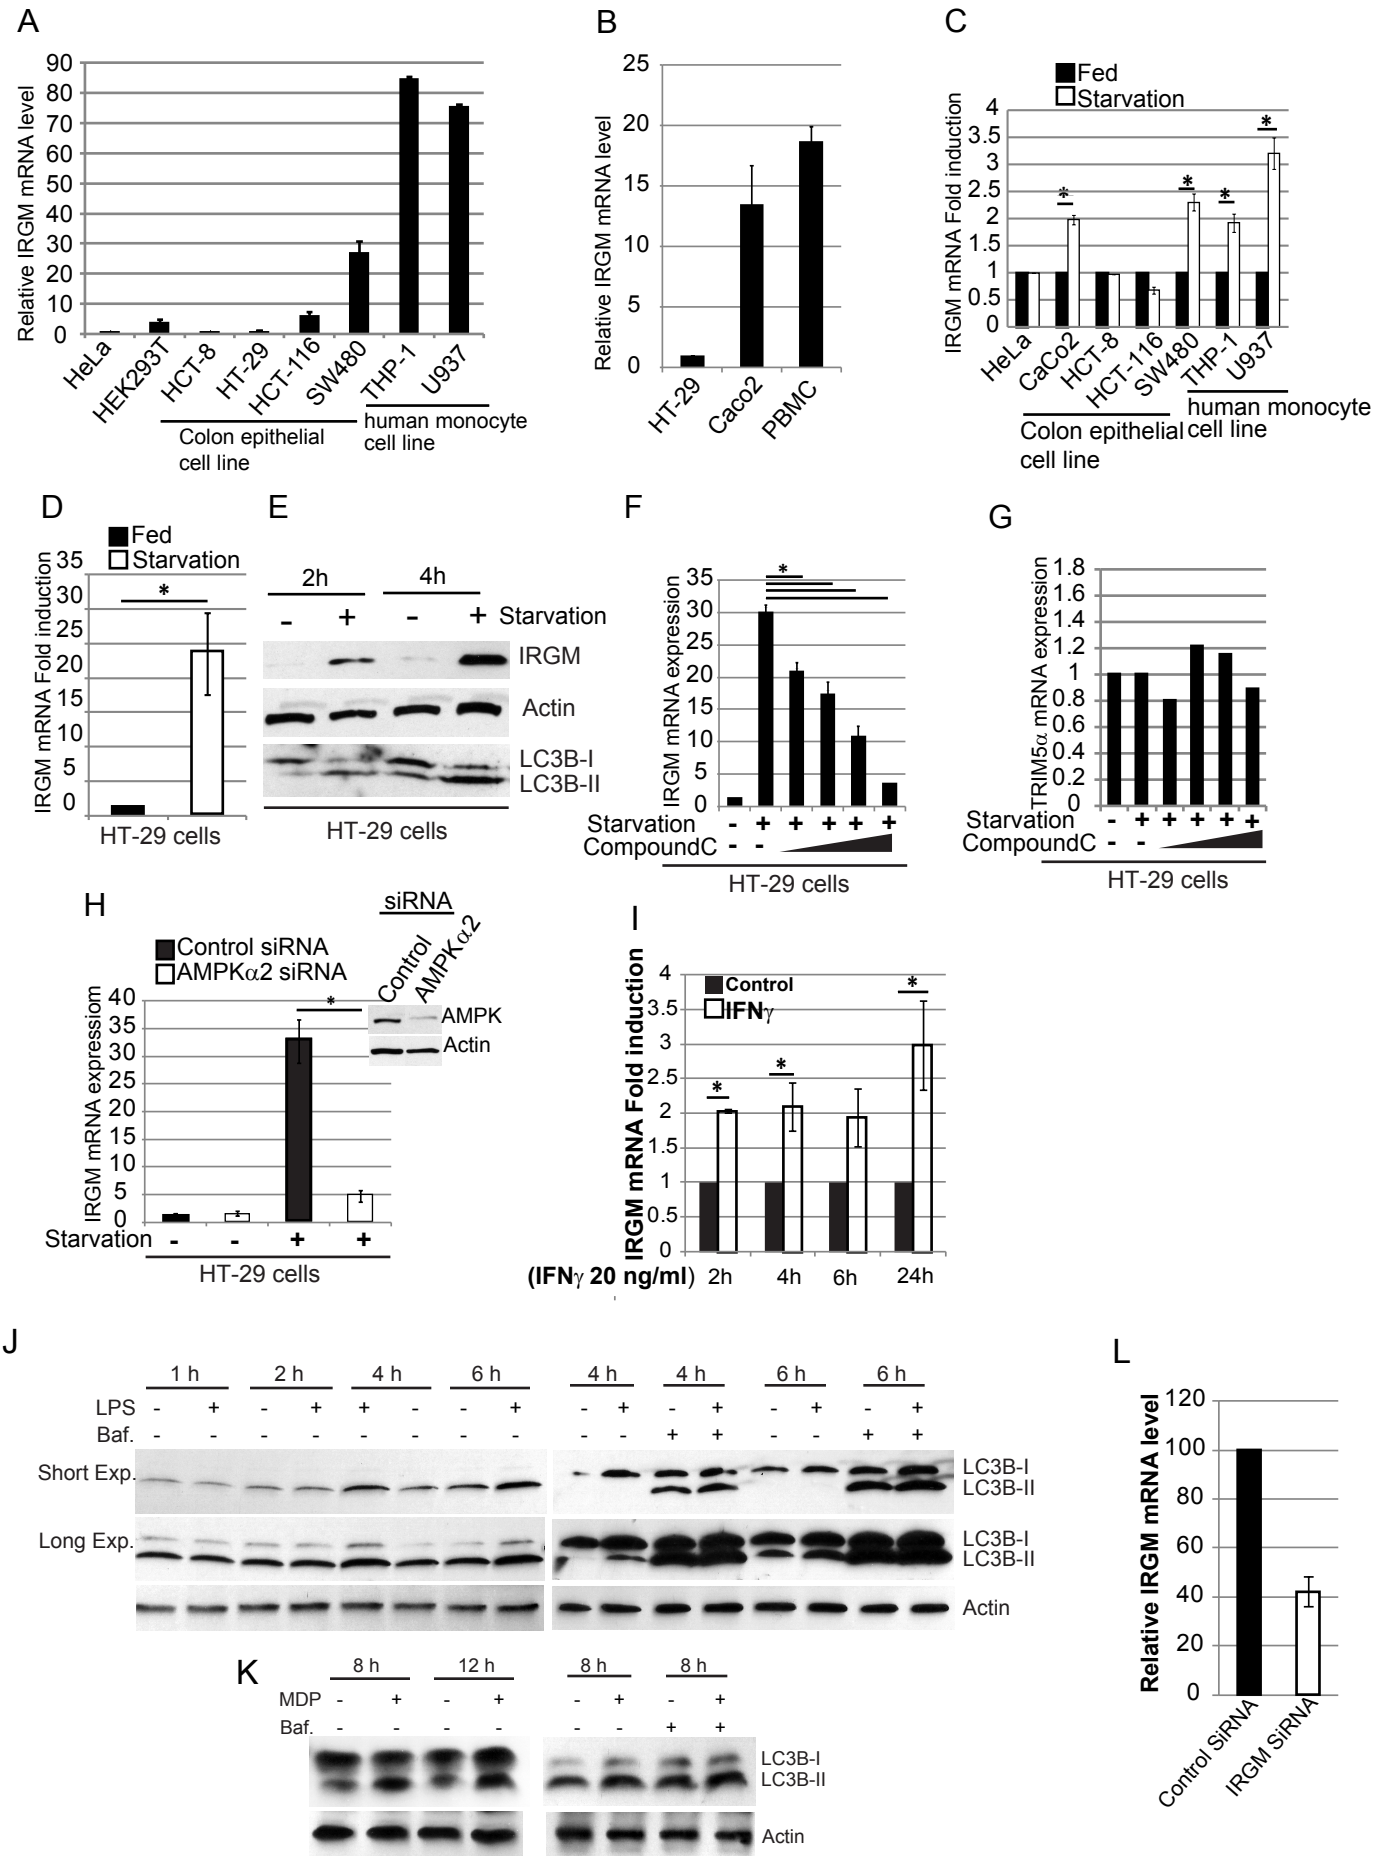 A
Relative IRGM mRNA level
90
80
70
60
50
40
30
20
10
0
HeLa
HEK293T
HCT-8
HT-29
HCT-116
SW480
THP-1
U937
Colon epithelial
cell line
human monocyte
cell line
B
Relative IRGM mRNA level
25
20
15
10
5
0
HT-29
Caco2
PBMC
C
Fed
Starvation
IRGM mRNA Fold induction
4
3.5
3
2.5
2
1.5
1
0.5
0
*
*
*
*
HeLa
CaCo2
HCT-8
HCT-116
SW480
THP-1
U937
Colon epithelial
cell line
human monocyte
cell line
D
Fed
Starvation
IRGM mRNA Fold induction
35
30
25
20
15
10
5
0
*
HT-29 cells
E
2h 4h
- + - + Starvation
IRGM
Actin
LC3B-I
LC3B-II
HT-29 cells
F
IRGM mRNA expression
35
30
25
20
15
10
5
0
*
Starvation - + + + + +
CompoundC - -
HT-29 cells
G
TRIM5α mRNA expression
1.8
1.6
1.4
1.2
1
0.8
0.6
0.4
0.2
0
Starvation - + + + + +
CompoundC - -
HT-29 cells
H
Control siRNA
AMPKα2 siRNA
IRGM mRNA expressiom
40
35
30
25
20
15
10
5
0
*
Starvation - - + +
HT-29 cells
siRNA
Control
AMPKα2
AMPK
Actin
I
Control
IFNγ
IRGM mRNA Fold induction
4
3.5
3
2.5
2
1.5
1
0.5
0
*
*
*
(IFNγ 20 ng/ml) 2h 4h 6h 24h
J
1 h 2 h 4 h 6 h 4 h 4 h 6 h 6 h
LPS - + - + + - - + - + - + - + - +
Baf. - - - - - - - - - - + + - - + +
Short Exp.
LC3B-I
LC3B-II
Long Exp.
LC3B-I
LC3B-II
Actin
K
8 h 12 h 8 h 8 h
MDP - + - + - + - +
Baf. - - - - - - + +
LC3B-I
LC3B-II
Actin
L
Relative IRGM mRNA level
120
100
80
60
40
20
0
Control SiRNA
IRGM SiRNA